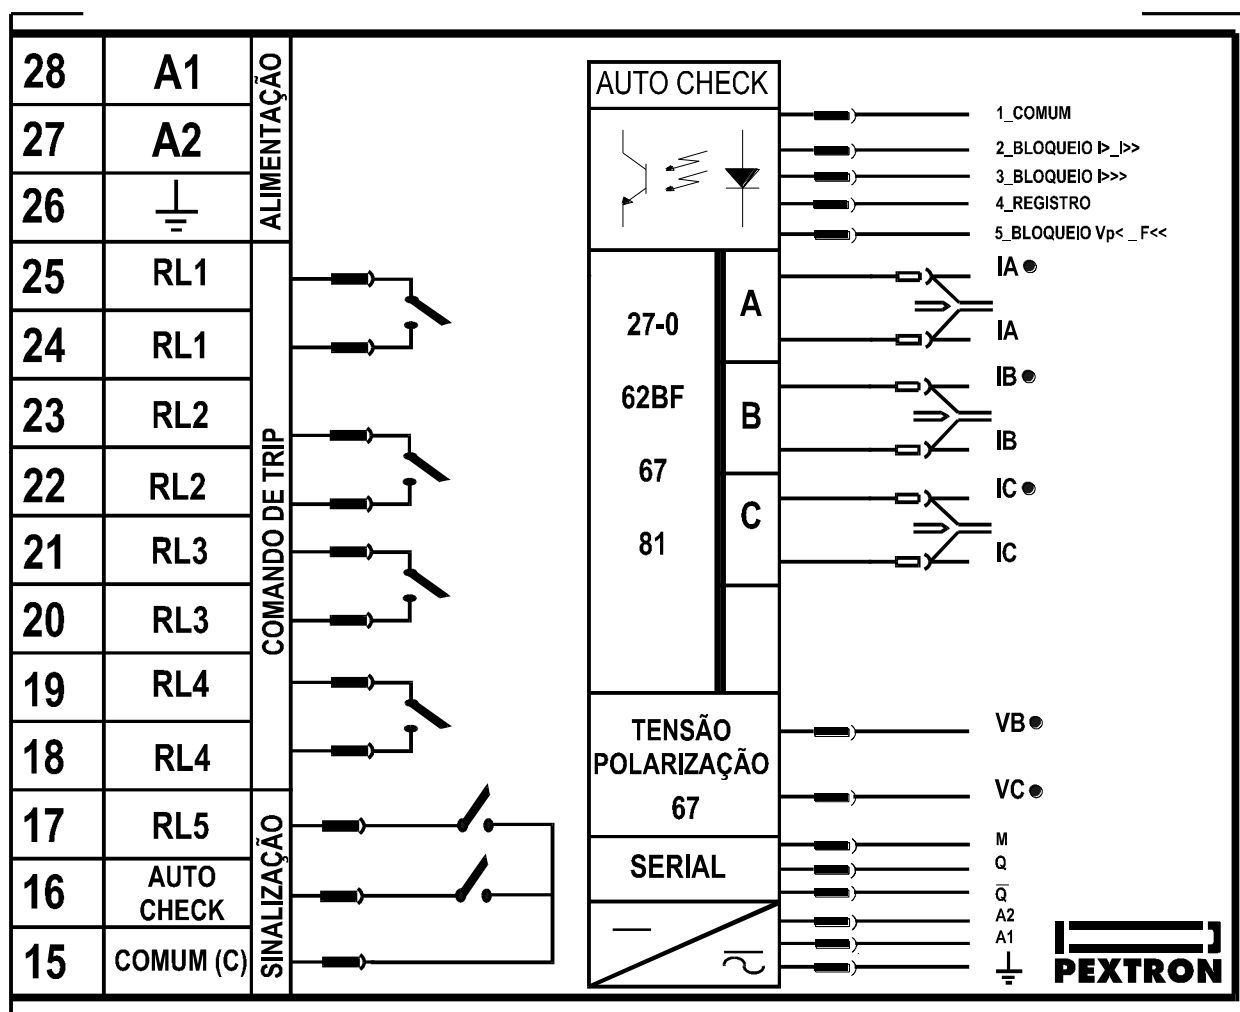 28 A1
27 A2
26
ALIMENTAÇÃO
25 RL1
24 RL1
23 RL2
22 RL2
21 RL3
20 RL3
19 RL4
18 RL4
COMANDO DE TRIP
17 RL5
16 AUTO
CHECK
15 COMUM (C)
SINALIZAÇÃO
AUTO CHECK
27-0
62BF
67
81
A
B
C
TENSÃO
POLARIZAÇÃO
67
SERIAL
1_COMUM
2_BLOQUEIO I>_I>>
3_BLOQUEIO I>>>
4_REGISTRO
5_BLOQUEIO Vp< _ F<<
IA
IA
IB
IB
IC
IC
VB
VC
M
Q
Q̅
A2
A1
PEXTRON